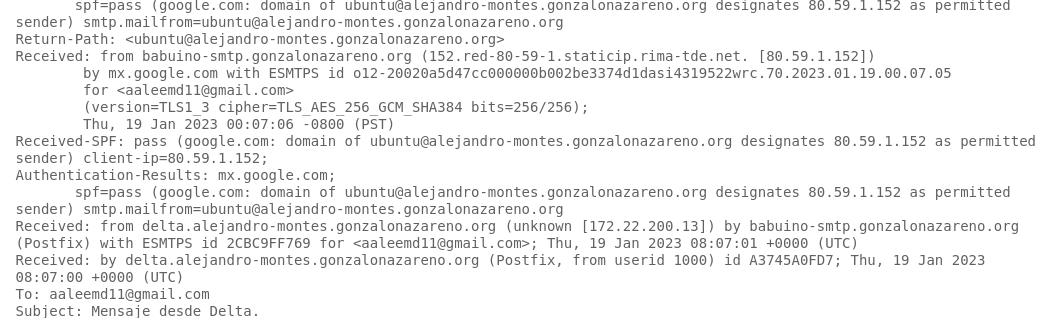 spf=pass (google.com: domain of ubuntu@alejandro-montes.gonzalonazareno.org designates 80.59.1.152 as permitted
sender) smtp.mailfrom=ubuntu@alejandro-montes.gonzalonazareno.org
Return-Path: <ubuntu@alejandro-montes.gonzalonazareno.org>
Received: from babuino-smtp.gonzalonazareno.org (152.red-80-59-1.staticip.rima-tde.net. [80.59.1.152])
by mx.google.com with ESMTPS id o12-20020a5d47cc000000b002be3374d1dasi4319522wrc.70.2023.01.19.00.07.05
for <aaleemd11@gmail.com>
(version=TLS1_3 cipher=TLS_AES_256_GCM_SHA384 bits=256/256);
Thu, 19 Jan 2023 00:07:06 -0800 (PST)
Received-SPF: pass (google.com: domain of ubuntu@alejandro-montes.gonzalonazareno.org designates 80.59.1.152 as permitted
sender) client-ip=80.59.1.152;
Authentication-Results: mx.google.com;
spf=pass (google.com: domain of ubuntu@alejandro-montes.gonzalonazareno.org designates 80.59.1.152 as permitted
sender) smtp.mailfrom=ubuntu@alejandro-montes.gonzalonazareno.org
Received: from delta.alejandro-montes.gonzalonazareno.org (unknown [172.22.200.13]) by babuino-smtp.gonzalonazareno.org
(Postfix) with ESMTPS id 2CBC9FF769 for <aaleemd11@gmail.com>; Thu, 19 Jan 2023 08:07:01 +0000 (UTC)
Received: by delta.alejandro-montes.gonzalonazareno.org (Postfix, from userid 1000) id A3745A0FD7; Thu, 19 Jan 2023
08:07:00 +0000 (UTC)
To: aaleemd11@gmail.com
Subject: Mensaje desde Delta.